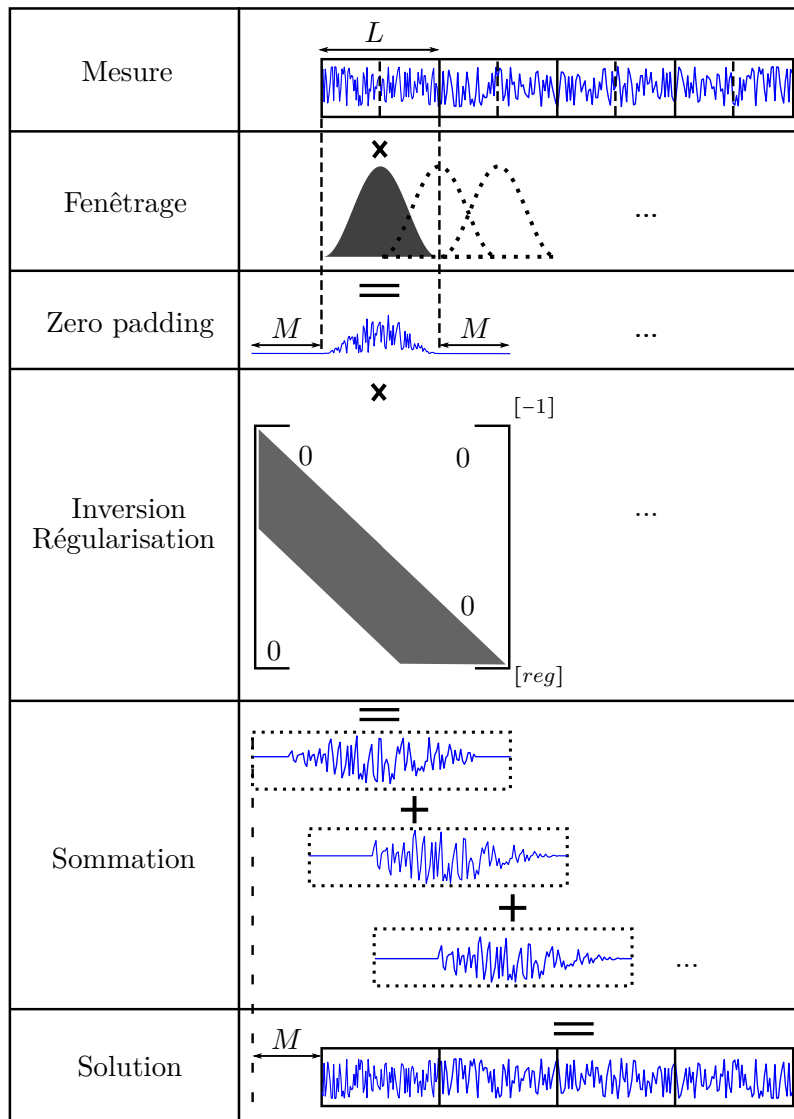 L
Mesure
Fenêtrage
...
Zero padding
M
M
...
[-1]
0
0
Inversion
Régularisation
...
0
0
[reg]
Sommation
...
M
Solution